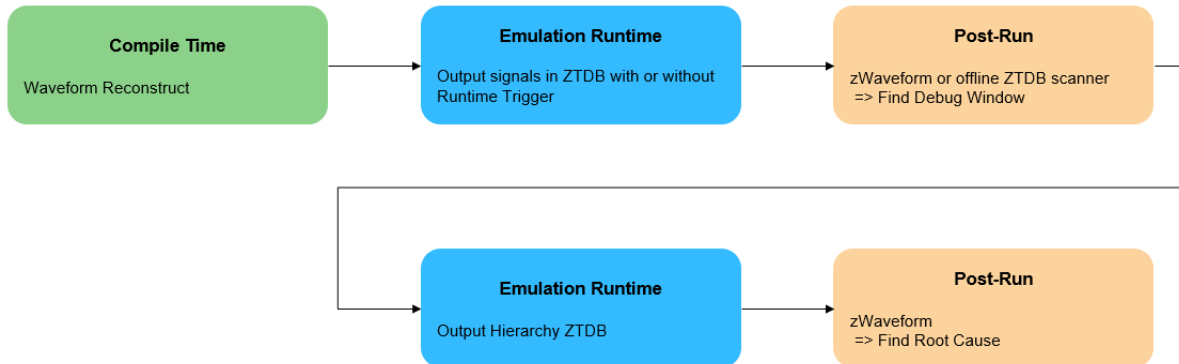 Compile Time
Waveform Reconstruct
Emulation Runtime
Output signals in ZTDB with or without
Runtime Trigger
Post-Run
zWaveform or offline ZTDB scanner
=> Find Debug Window
Emulation Runtime
Output Hierarchy ZTDB
Post-Run
zWaveform
=> Find Root Cause